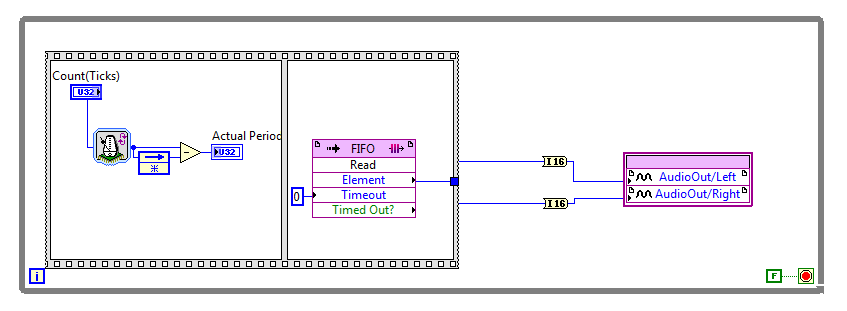 Count(Ticks)
U32
Actual Period
U32
FIFO
Read
Element
Timeout
Timed Out?
0
I16
I16
AudioOut/Left
AudioOut/Right
i
F